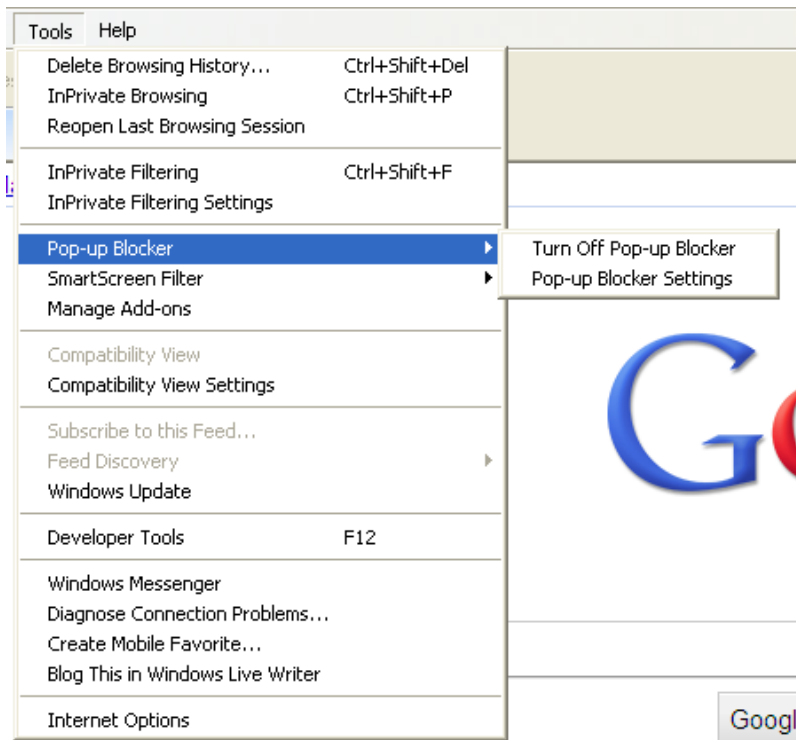 Tools Help
Delete Browsing History... Ctrl+Shift+Del
InPrivate Browsing Ctrl+Shift+P
Reopen Last Browsing Session
InPrivate Filtering Ctrl+Shift+F
InPrivate Filtering Settings
Pop-up Blocker
Turn Off Pop-up Blocker
SmartScreen Filter
Pop-up Blocker Settings
Manage Add-ons
Compatibility View
Compatibility View Settings
Subscribe to this Feed...
Feed Discovery
Windows Update
Developer Tools F12
Windows Messenger
Diagnose Connection Problems...
Create Mobile Favorite...
Blog This in Windows Live Writer
Internet Options